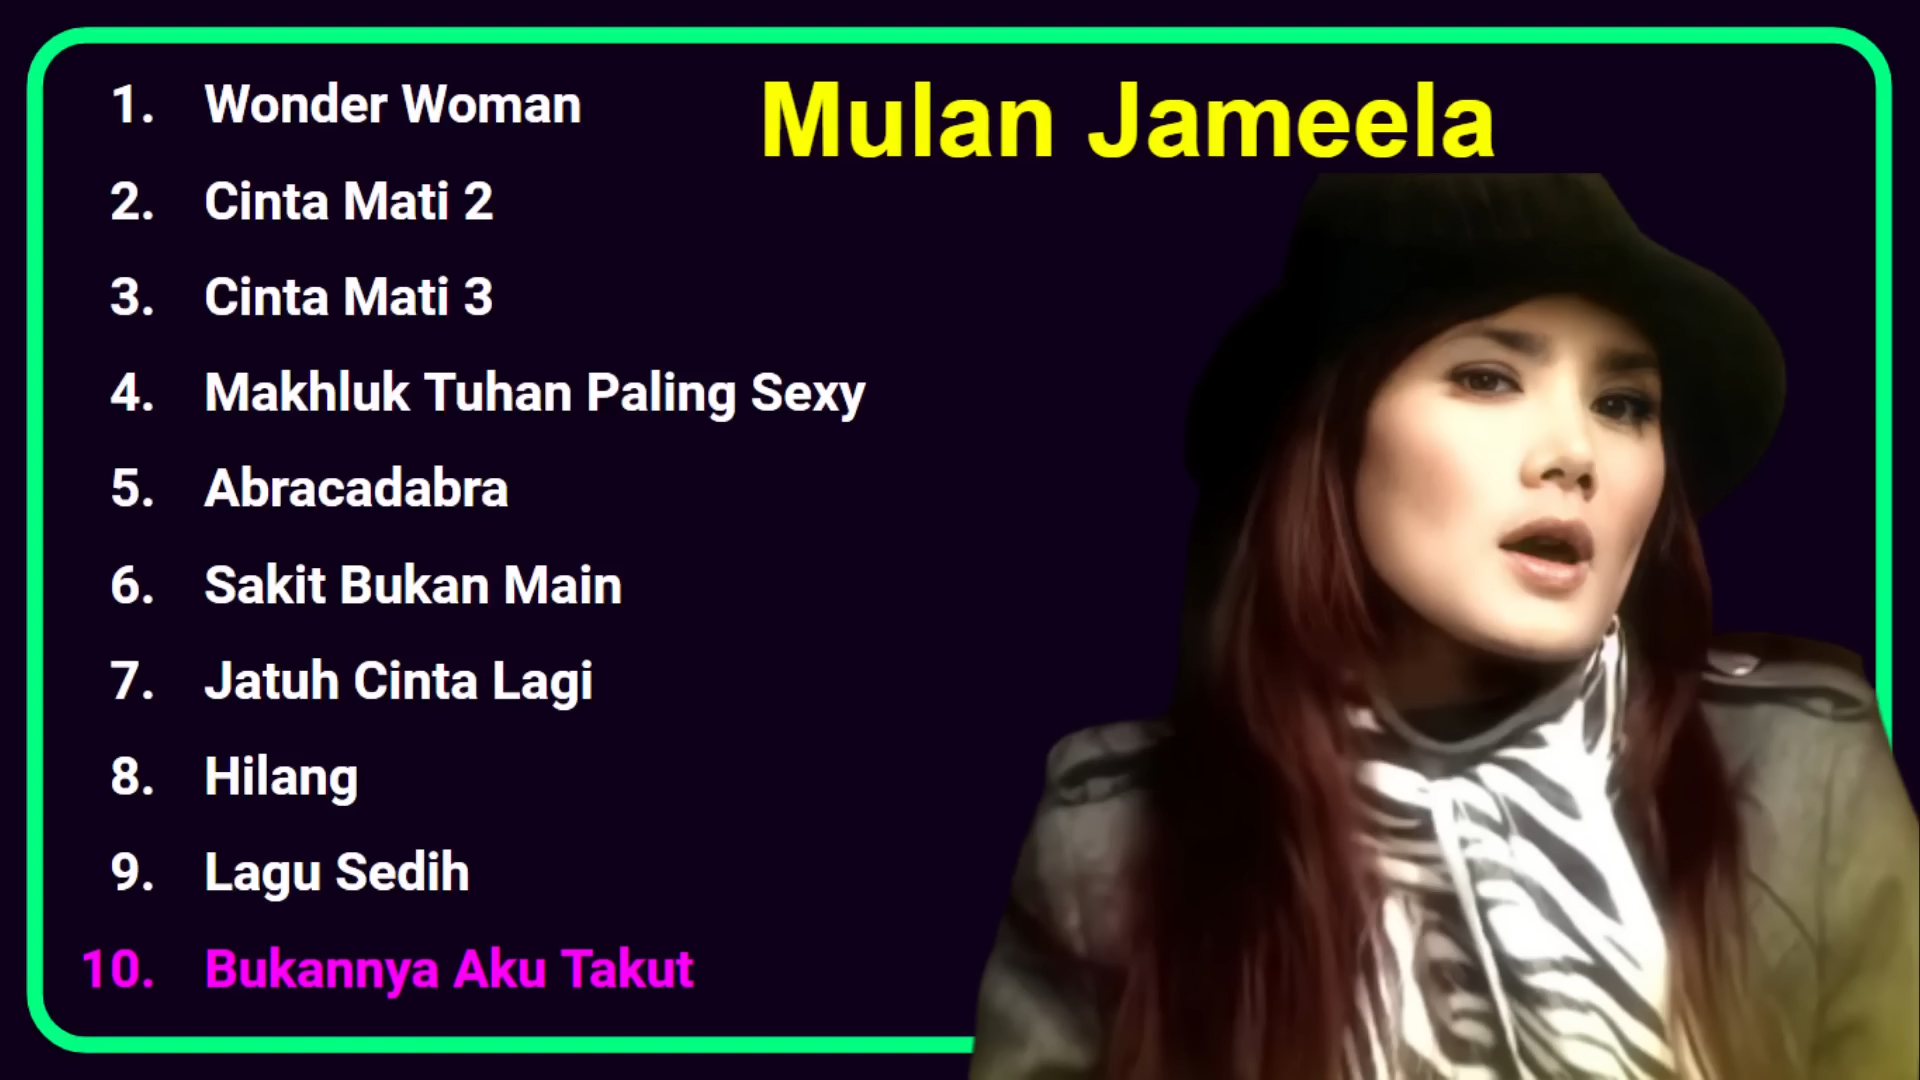 Mulan Jameela
1. Wonder Woman
2. Cinta Mati 2
3. Cinta Mati 3
4. Makhluk Tuhan Paling Sexy
5. Abracadabra
6. Sakit Bukan Main
7. Jatuh Cinta Lagi
8. Hilang
9. Lagu Sedih
10. Bukannya Aku Takut